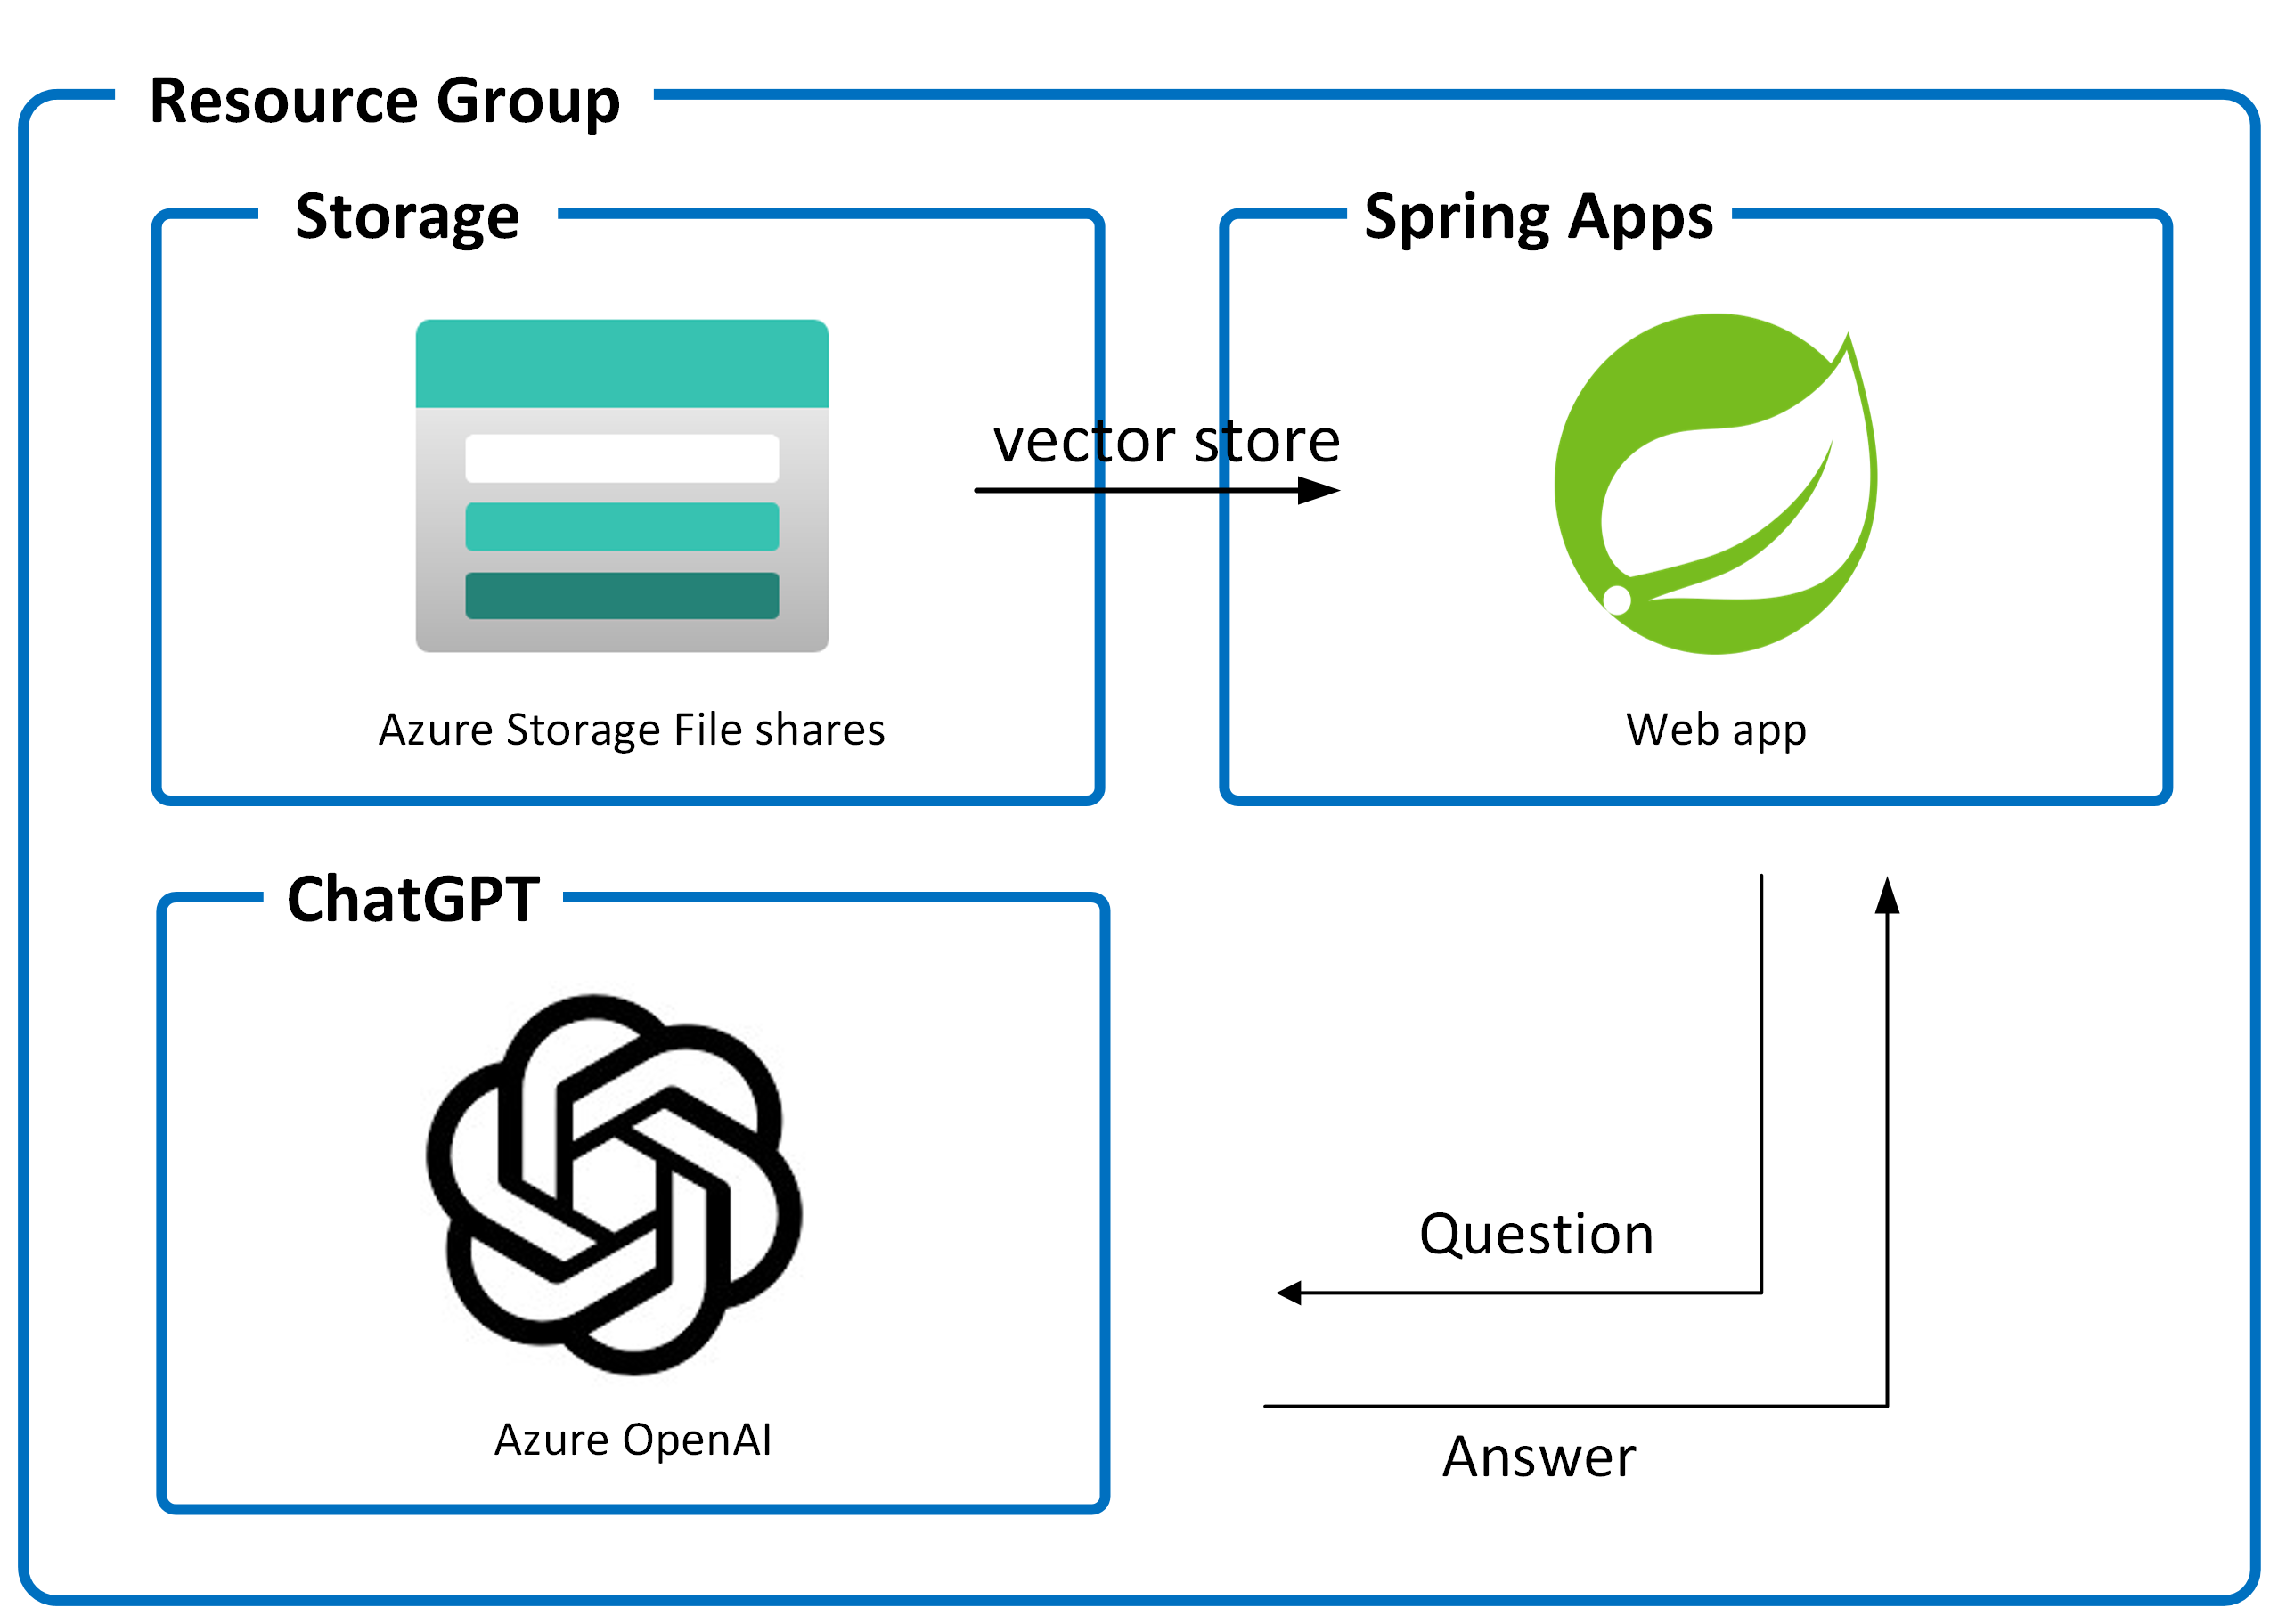 Resource Group
Storage
Spring Apps
vector store
Azure Storage File shares
Web app
ChatGPT
Question
Azure OpenAI
Answer